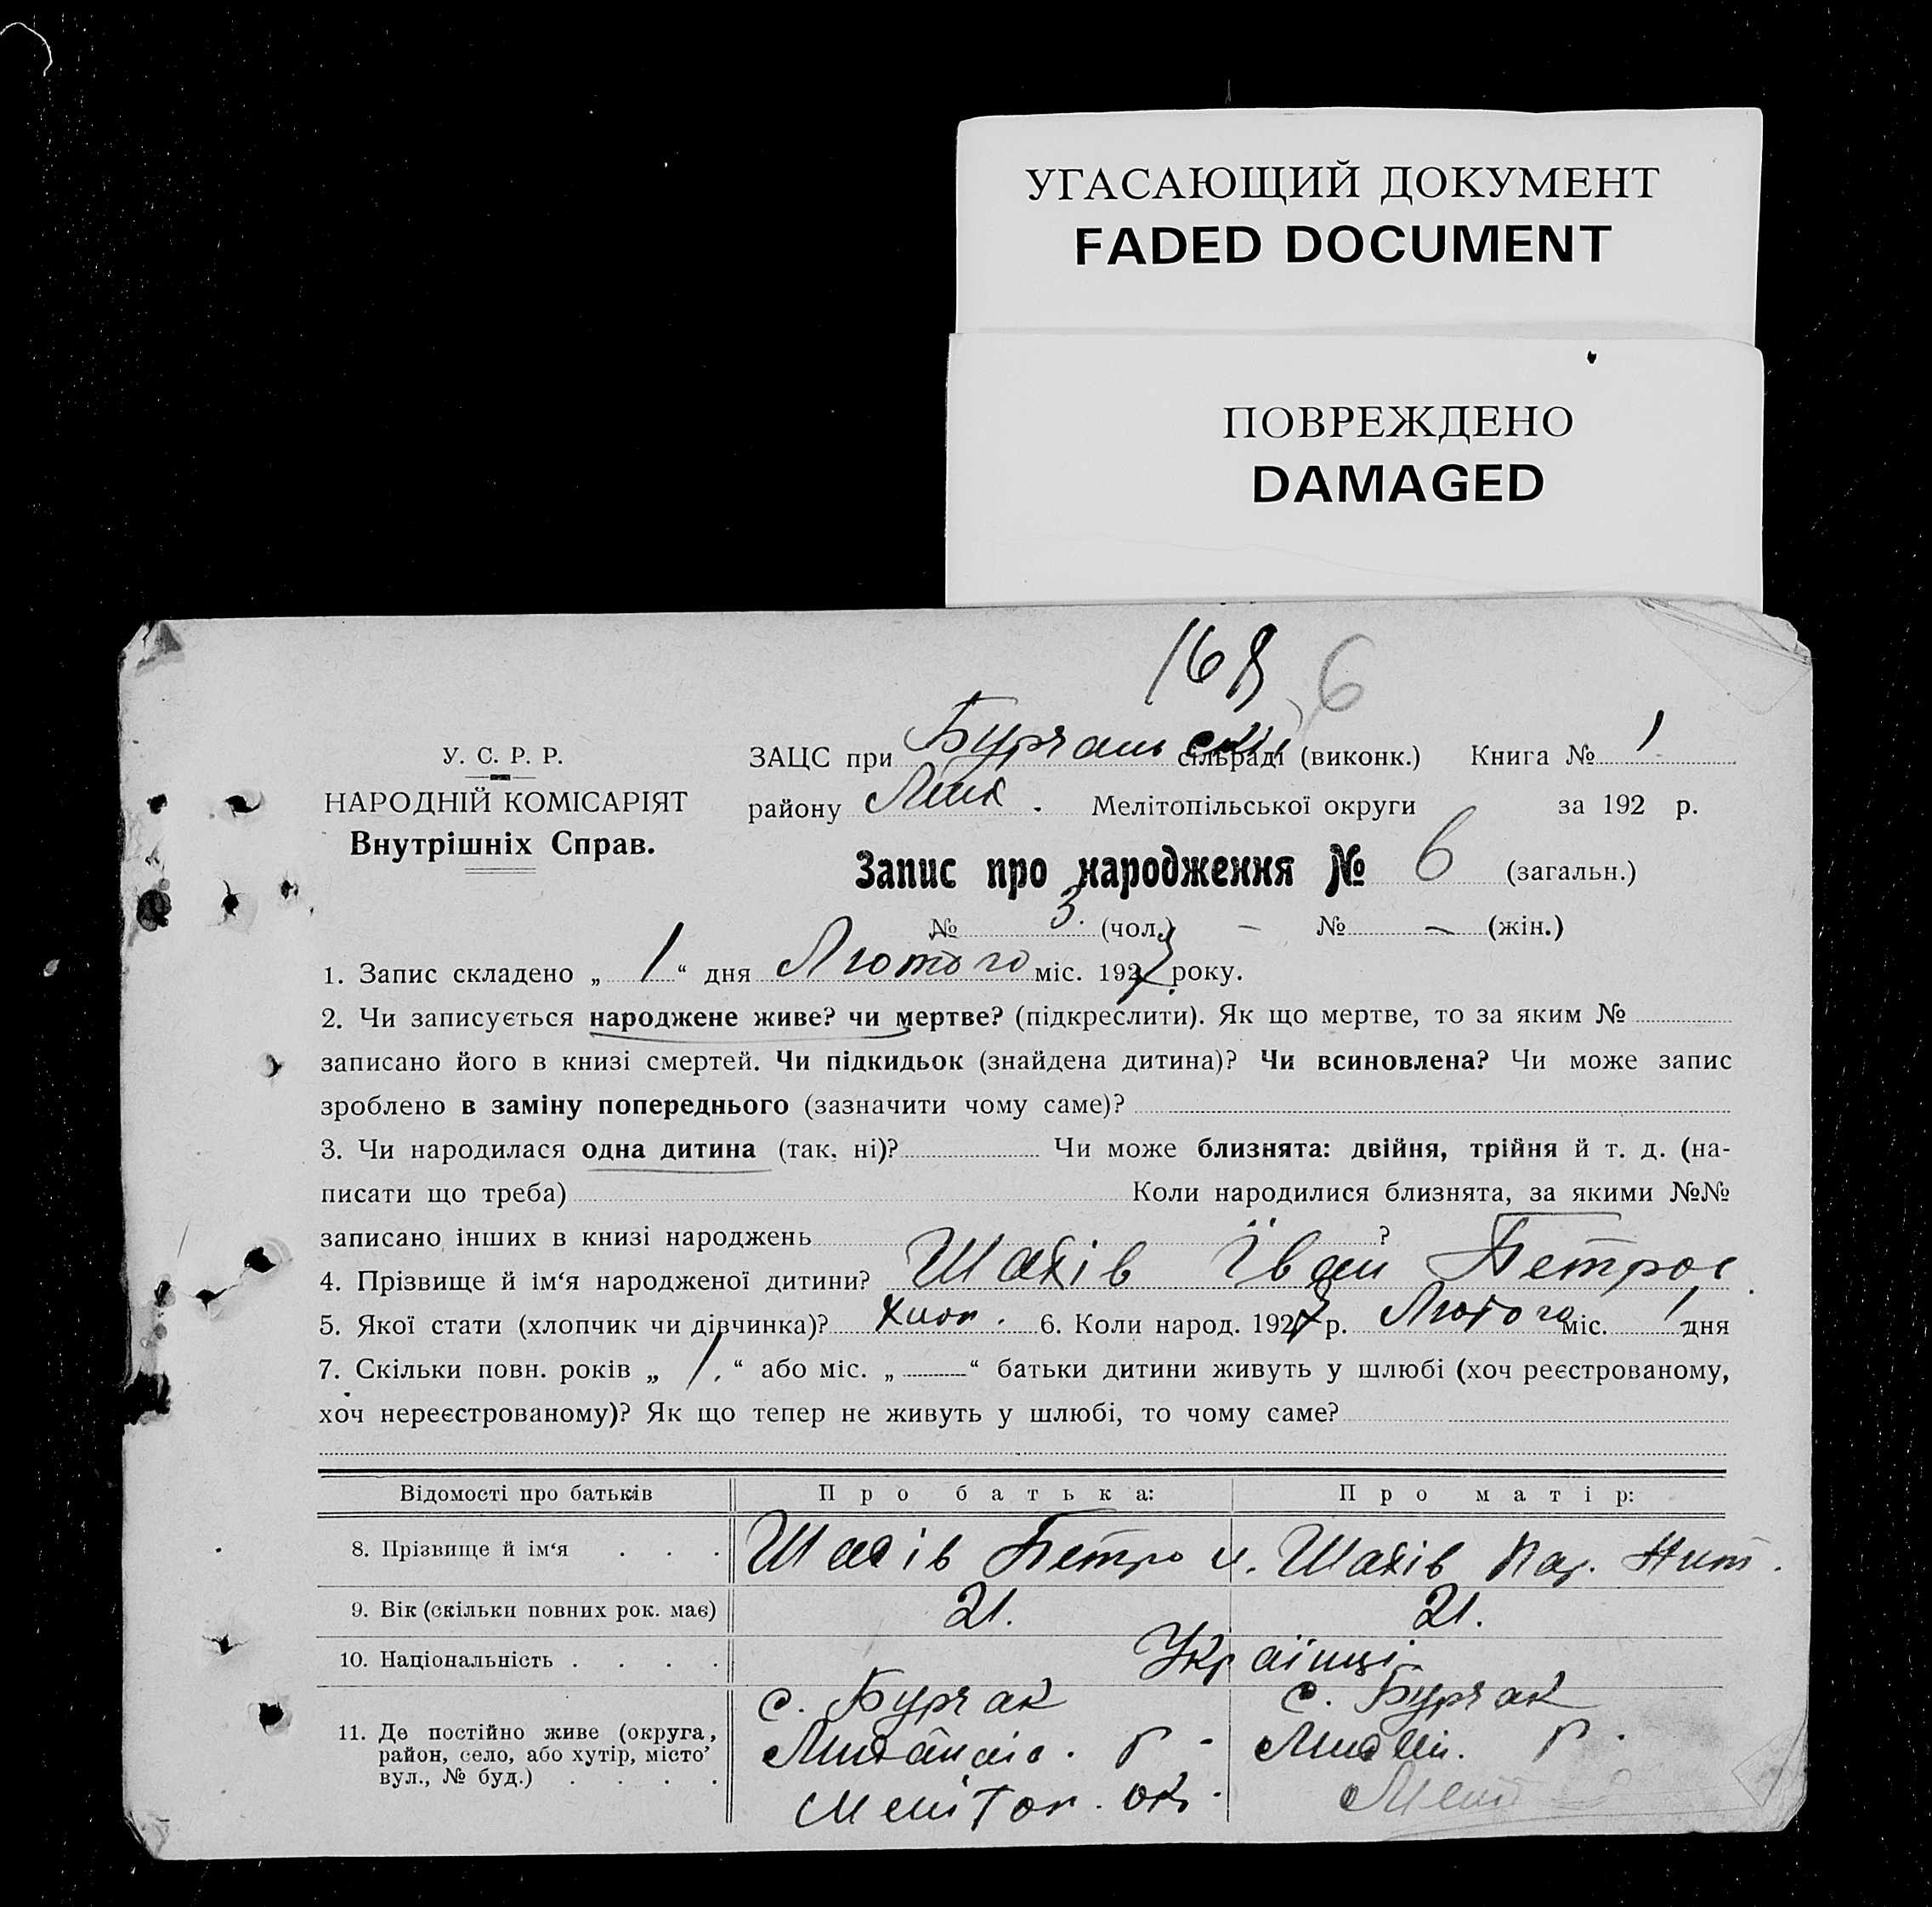 УГАСАЮЩИЙ ДОКУМЕНТ
FADED DOCUMENT
ПОВРЕЖДЕНО
DAMAGED
6
У. С. Р. Р.
НАРОДНІЙ КОМІСАРІЯТ
Внутрішніх Справ.
ЗАЦС при сільраді (виконк.) Книга № 1
району Мелітопільської округи за 192 р.
Запис про народження № 6 (загальн.)
№ 3. (чол.) — № — (жін.)
1. Запис складено „ 1 “ дня Лютого міс. 1927 року.
2. Чи записується народжене живе? чи мертве? (підкреслити). Як що мертве, то за яким №
записано його в книзі смертей. Чи підкидьок (знайдена дитина)? Чи всиновлена? Чи може запис
зроблено в заміну попереднього (зазначити чому саме)?
3. Чи народилася одна дитина (так, ні)? Чи може близнята: двійня, трійня й т. д. (на-
писати що треба) Коли народилися близнята, за якими №№
записано інших в книзі народжень ?
4. Прізвище й ім‘я народженої дитини? Шахів Їван Петров
5. Якої стати (хлопчик чи дівчинка)? хлоп. 6. Коли народ. 1927 р. Лютого міс. 1 дня
7. Скільки повн. років „ 1. “ або міс. „ “ батьки дитини живуть у шлюбі (хоч реєстрованому,
хоч нереєстрованому)? Як що тепер не живуть у шлюбі, то чому саме?
Відомості про батьків Про батька: Про матір:
8. Прізвище й ім‘я . . . Шахів Петро Шахів Пар.
9. Вік (скільки повних рок. має) 21. 21.
10. Національність . . . . Українці
11. Де постійно живе (округа, район, село, або хутір, місто, вул., № буд.) . . . .
с. Бурчак с. Бурчак
р - р.
Мелітоп. ок.